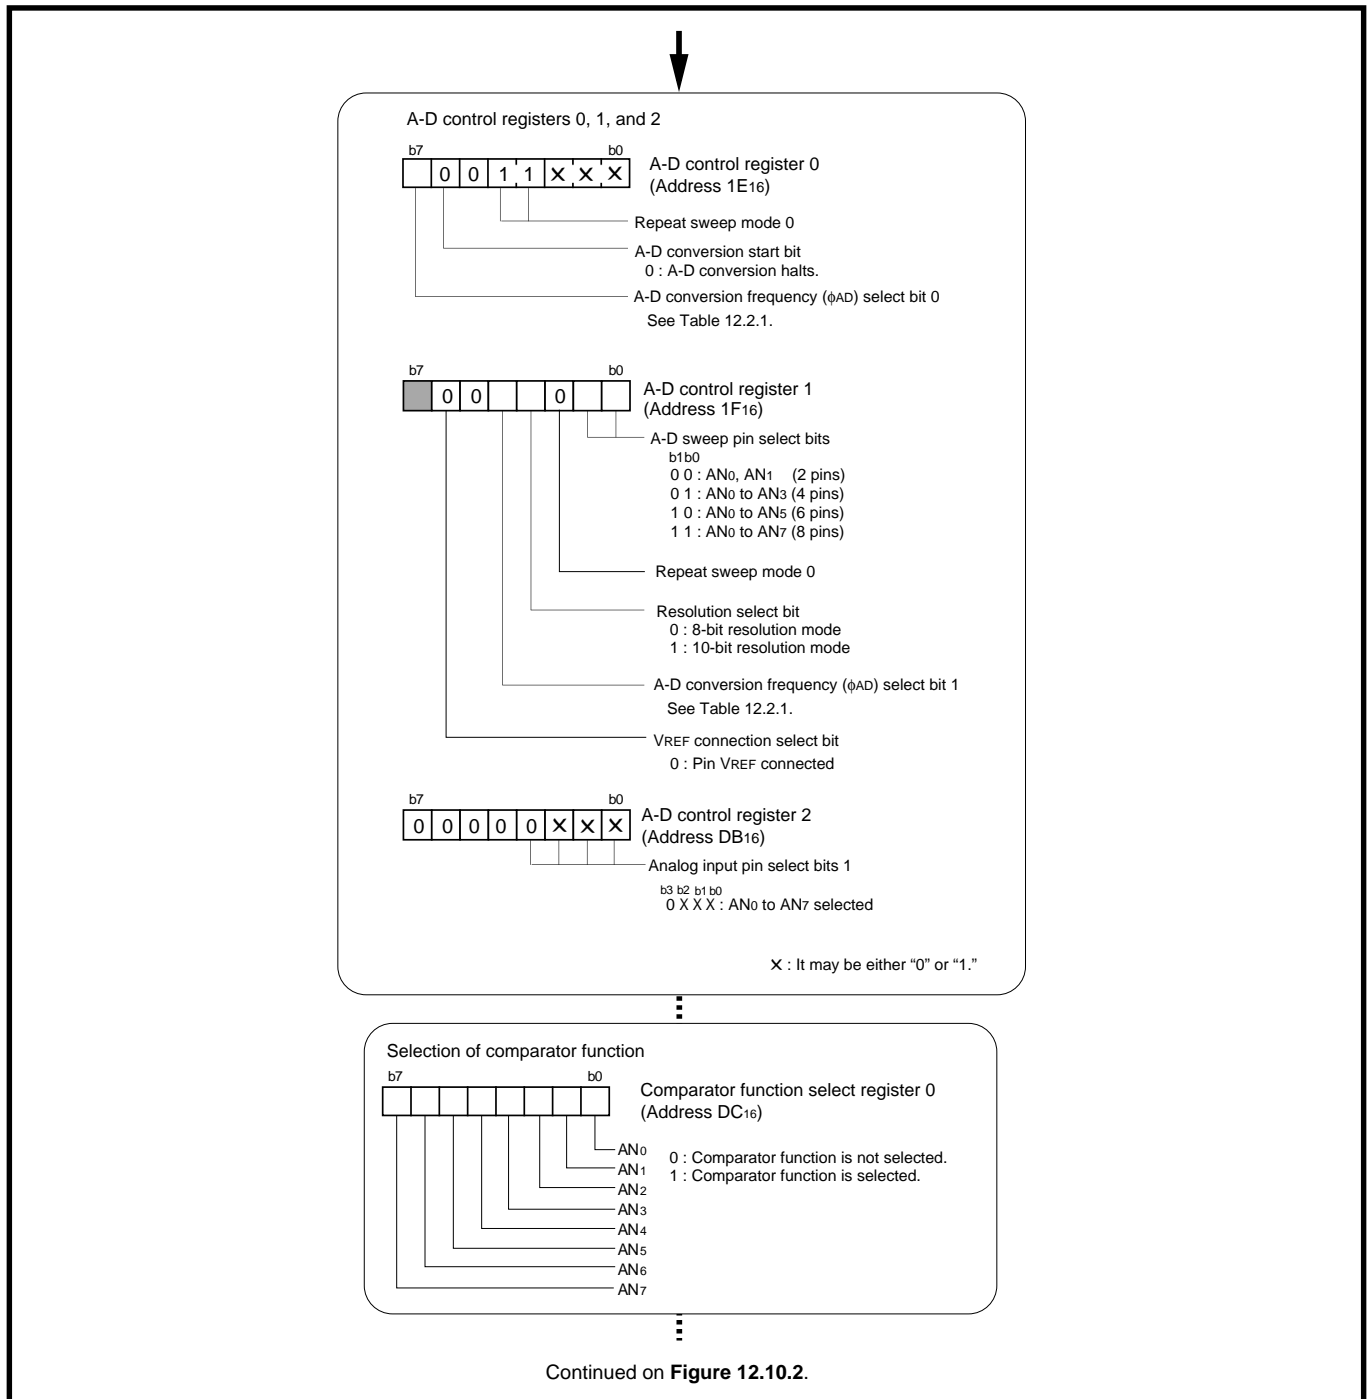 A-D control registers 0, 1, and 2
b7 b0
0 0 1 1 × × ×
A-D control register 0
(Address 1E16)
Repeat sweep mode 0
A-D conversion start bit
0 : A-D conversion halts.
A-D conversion frequency (φAD) select bit 0
See Table 12.2.1.
b7 b0
0 0 0
A-D control register 1
(Address 1F16)
A-D sweep pin select bits
b1b0
0 0 : AN0, AN1 (2 pins)
0 1 : AN0 to AN3 (4 pins)
1 0 : AN0 to AN5 (6 pins)
1 1 : AN0 to AN7 (8 pins)
Repeat sweep mode 0
Resolution select bit
0 : 8-bit resolution mode
1 : 10-bit resolution mode
A-D conversion frequency (φAD) select bit 1
See Table 12.2.1.
VREF connection select bit
0 : Pin VREF connected
b7 b0
0 0 0 0 0 × × ×
A-D control register 2
(Address DB16)
Analog input pin select bits 1
b3 b2 b1 b0
0 X X X : AN0 to AN7 selected
× : It may be either “0” or “1.”
Selection of comparator function
b7 b0
Comparator function select register 0
(Address DC16)
AN0
0 : Comparator function is not selected.
AN1
1 : Comparator function is selected.
AN2
AN3
AN4
AN5
AN6
AN7
Continued on Figure 12.10.2.